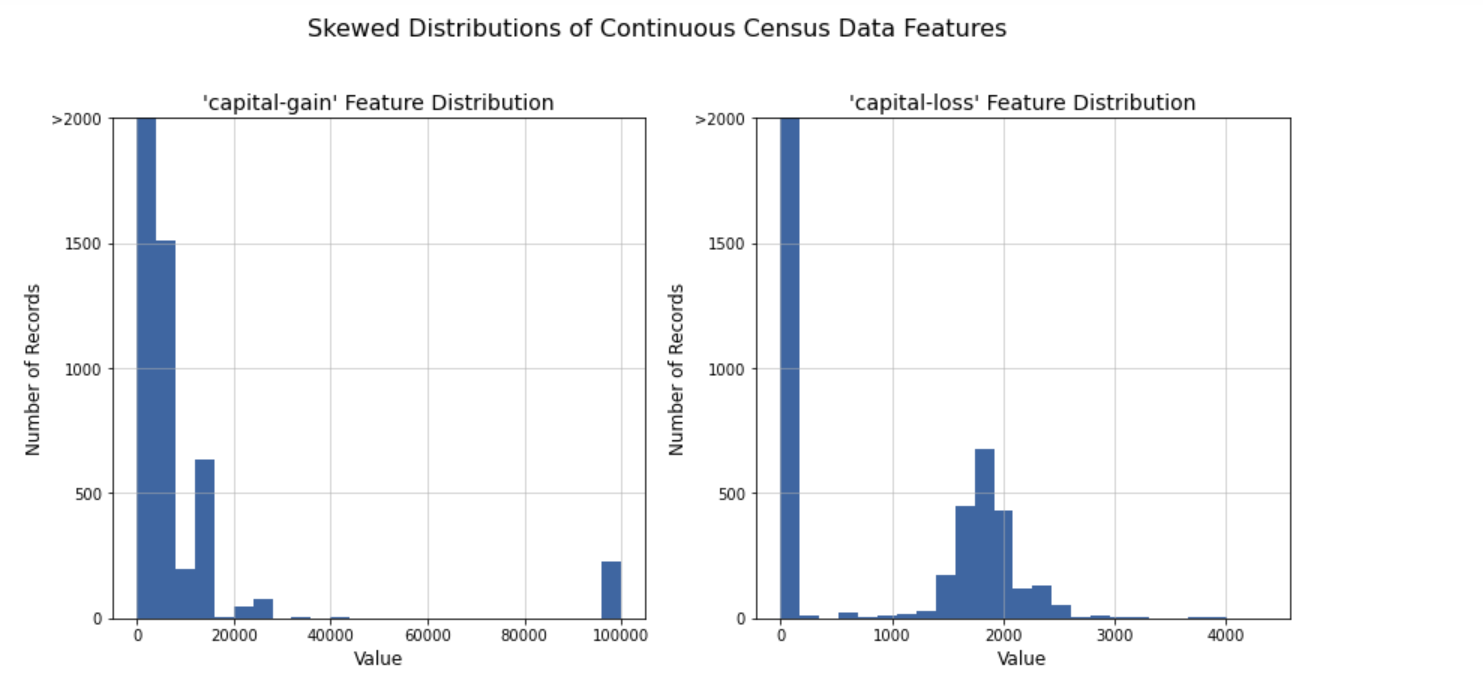 Skewed Distributions of Continuous Census Data Features
'capital-gain' Feature Distribution
>2000
1500
1000
500
0
Number of Records
0 20000 40000 60000 80000 100000
Value
'capital-loss' Feature Distribution
>2000
1500
1000
500
0
Number of Records
0 1000 2000 3000 4000
Value